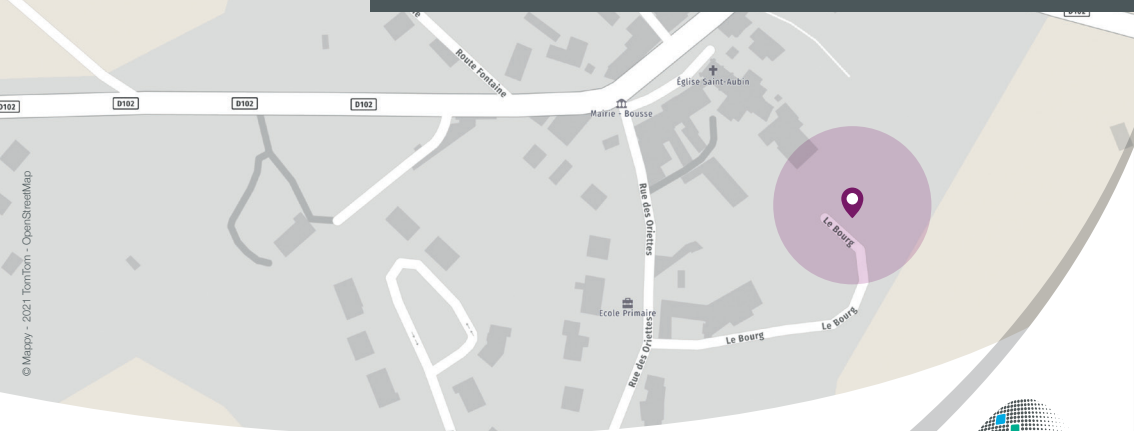 D102
Route Fontaine
Église Saint-Aubin
D102
D102
D102
D102
Mairie - Bousse
Rue des Oriettes
Le Bourg
Ecole Primaire
Le Bourg
Le Bourg
Rue des Oriettes
© Mappy - 2021 TomTom - OpenStreetMap